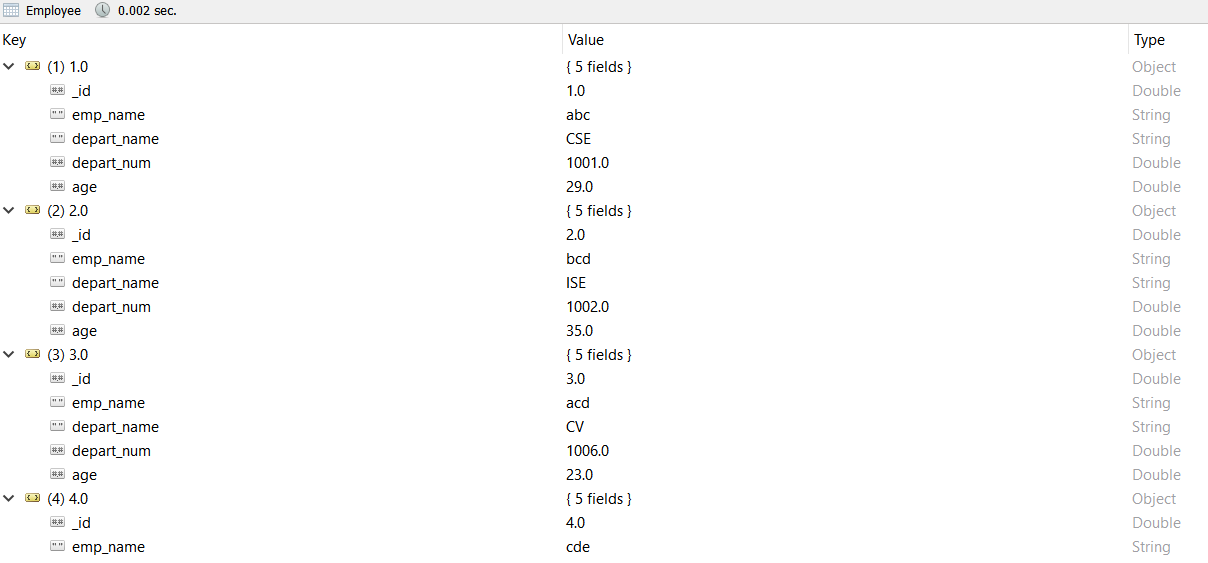 Employee 0.002 sec.
Key Value Type
(1) 1.0 { 5 fields } Object
_id 1.0 Double
emp_name abc String
depart_name CSE String
depart_num 1001.0 Double
age 29.0 Double
(2) 2.0 { 5 fields } Object
_id 2.0 Double
emp_name bcd String
depart_name ISE String
depart_num 1002.0 Double
age 35.0 Double
(3) 3.0 { 5 fields } Object
_id 3.0 Double
emp_name acd String
depart_name CV String
depart_num 1006.0 Double
age 23.0 Double
(4) 4.0 { 5 fields } Object
_id 4.0 Double
emp_name cde String